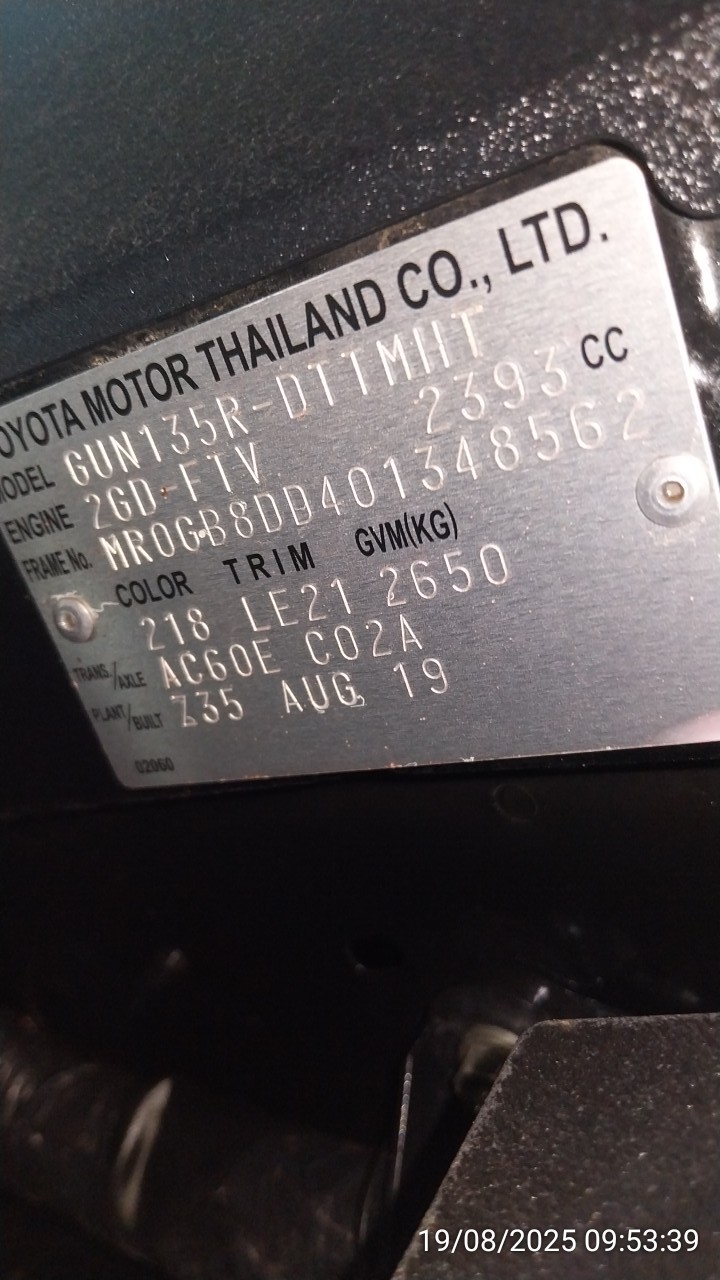 TOYOTA MOTOR THAILAND CO., LTD.
MODEL GUN135R-DTTMHT
ENGINE 2GD-FTV 2393 CC
FRAME No. MR0GB8DD401348562
COLOR TRIM GVM(KG)
218 LE21 2650
TRANS./AXLE AC60E C02A
PLANT/BUILT Z35 AUG. 19
02060
19/08/2025 09:53:39